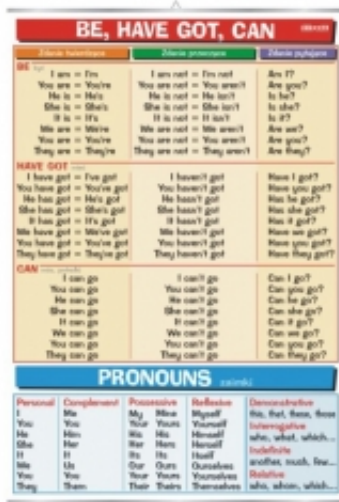 BE, HAVE GOT, CAN
Zdania twierdzące Zdania przeczące Zdania pytające
BE
I am = I'm I am not = I'm not Am I?
You are = You're You are not = You aren't Are you?
He is = He's He is not = He isn't Is he?
She is = She's She is not = She isn't Is she?
It is = It's It is not = It isn't Is it?
We are = We're We are not = We aren't Are we?
You are = You're You are not = You aren't Are you?
They are = They're They are not = They aren't Are they?
HAVE GOT
I have got = I've got I haven't got Have I got?
You have got = You've got You haven't got Have you got?
He has got = He's got He hasn't got Has he got?
She has got = She's got She hasn't got Has she got?
It has got = It's got It hasn't got Has it got?
We have got = We've got We haven't got Have we got?
You have got = You've got You haven't got Have you got?
They have got = They've got They haven't got Have they got?
CAN
I can go I can't go Can I go?
You can go You can't go Can you go?
He can go He can't go Can he go?
She can go She can't go Can she go?
It can go It can't go Can it go?
We can go We can't go Can we go?
You can go You can't go Can you go?
They can go They can't go Can they go?
PRONOUNS zaimki
Personal Complement Possessive Reflexive Demonstrative
I Me My Mine Myself this, that, these, those
You You Your Yours Yourself Interrogative
He Him His His Himself who, what, which...
She Her Her Hers Herself Indefinite
It It Its Its Itself another, much, few...
We Us Our Ours Ourselves Relative
You You Your Yours Yourselves who, whom, which...
They Them Their Theirs Themselves